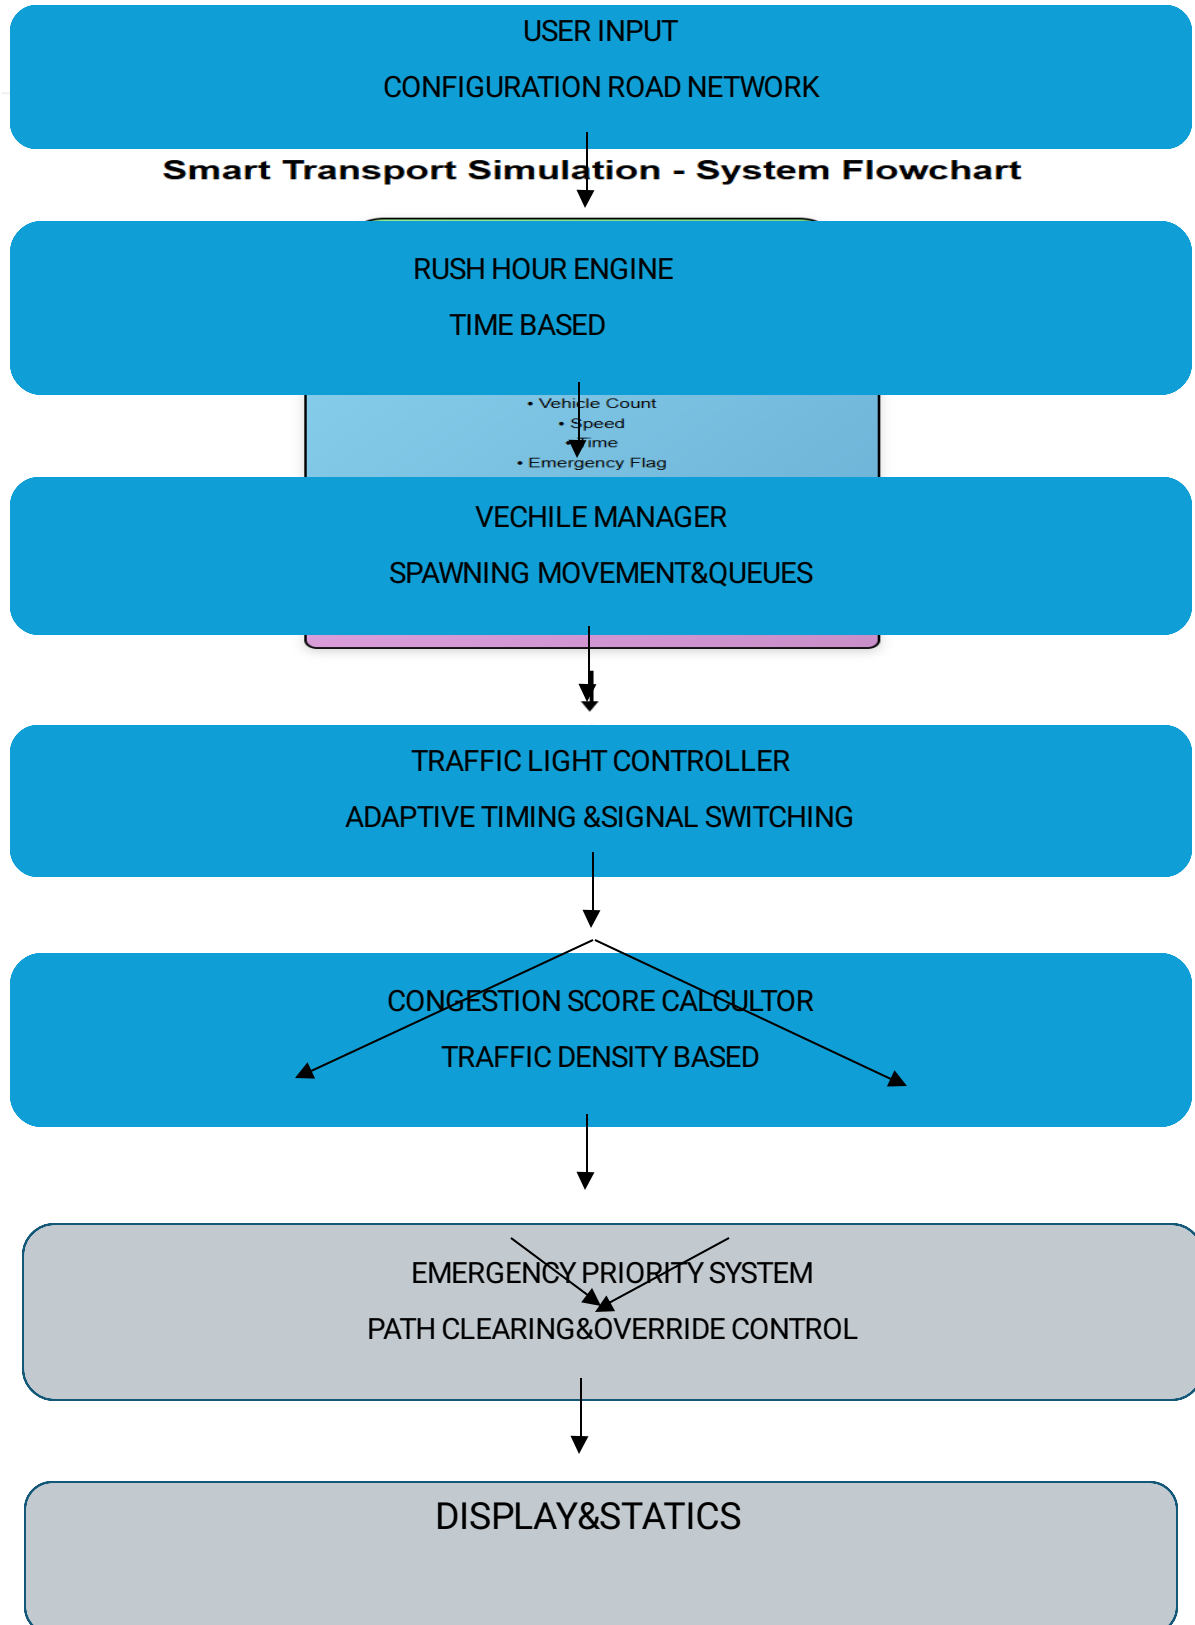 USER INPUT
CONFIGURATION ROAD NETWORK
Smart Transport Simulation - System Flowchart
RUSH HOUR ENGINE
TIME BASED
• Vehicle Count
• Speed
• Time
• Emergency Flag
VECHILE MANAGER
SPAWNING MOVEMENT&QUEUES
TRAFFIC LIGHT CONTROLLER
ADAPTIVE TIMING &SIGNAL SWITCHING
CONGESTION SCORE CALCULTOR
TRAFFIC DENSITY BASED
EMERGENCY PRIORITY SYSTEM
PATH CLEARING&OVERRIDE CONTROL
DISPLAY&STATICS